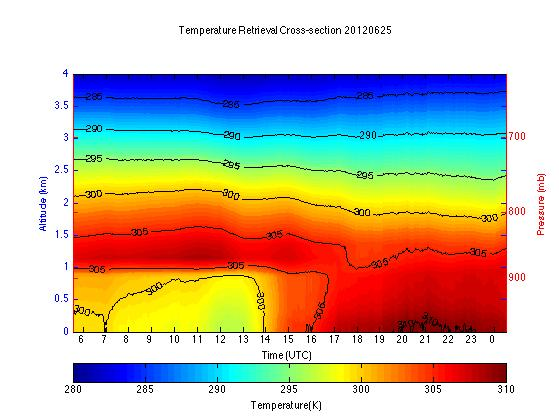 Temperature Retrieval Cross-section 20120625
4
3.5
3
2.5
2
1.5
1
0.5
0
Altitude (km)
700
800
900
Pressure (mb)
285 285 285
290 290 290
295 295 295
300 300 300
305 305 305
305 305
300 300 300 305
6 7 8 9 10 11 12 13 14 15 16 17 18 19 20 21 22 23 0
Time (UTC)
280 285 290 295 300 305 310
Temperature(K)